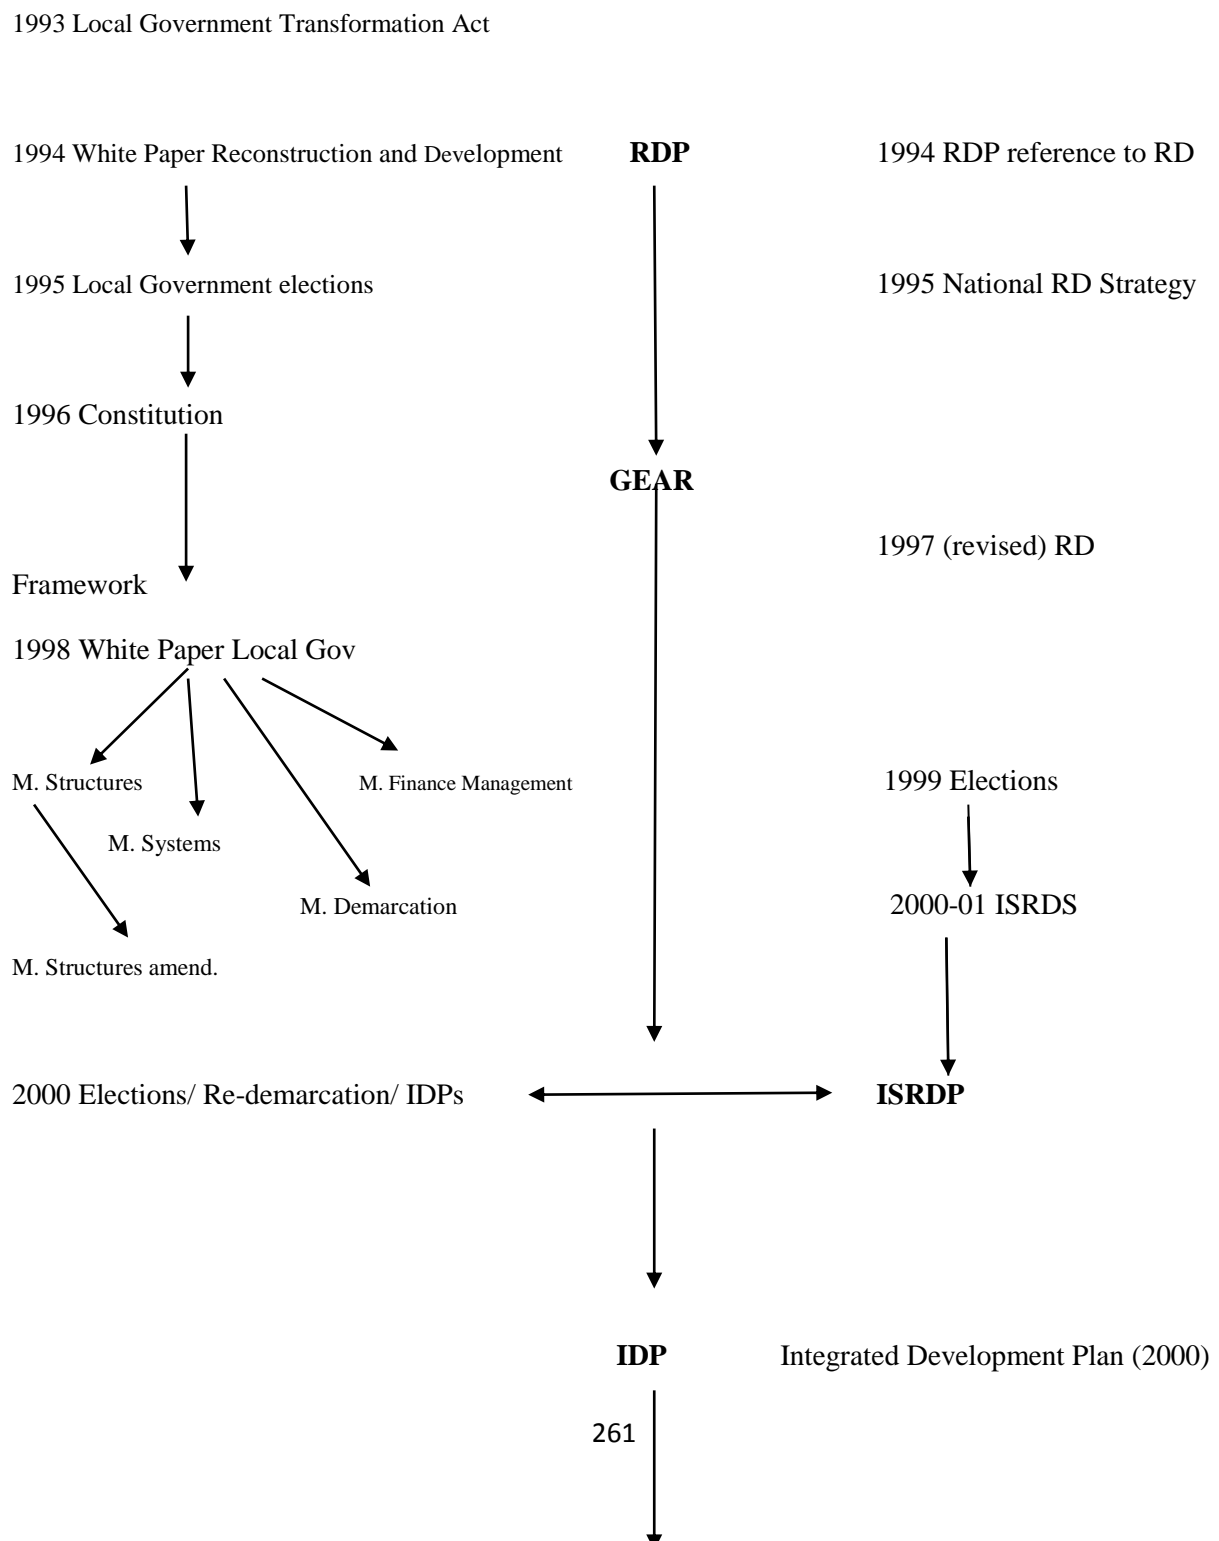 1993 Local Government Transformation Act
1994 White Paper Reconstruction and Development RDP 1994 RDP reference to RD
1995 Local Government elections 1995 National RD Strategy
1996 Constitution
GEAR
1997 (revised) RD
Framework
1998 White Paper Local Gov
M. Structures M. Finance Management 1999 Elections
M. Systems
M. Demarcation 2000-01 ISRDS
M. Structures amend.
2000 Elections/ Re-demarcation/ IDPs ISRDP
IDP Integrated Development Plan (2000)
261